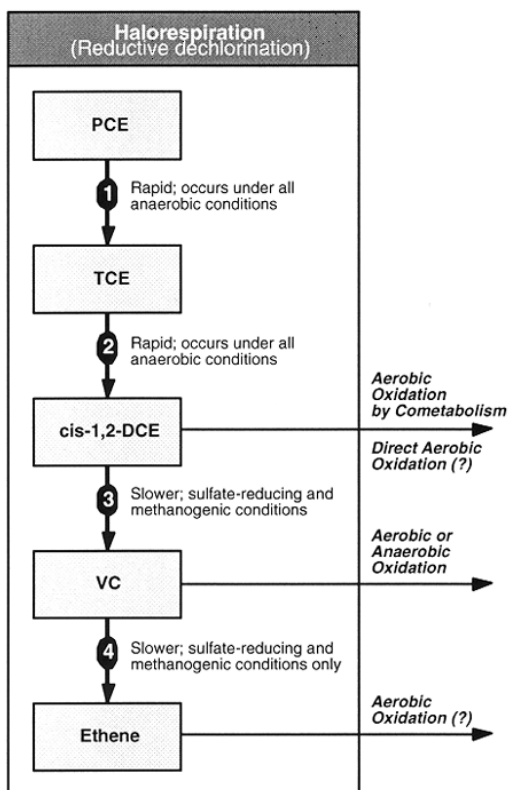 Halorespiration
(Reductive dechlorination)
PCE
1
Rapid; occurs under all
anaerobic conditions
TCE
2
Rapid; occurs under all
anaerobic conditions
Aerobic
Oxidation
by Cometabolism
cis-1,2-DCE
Direct Aerobic
Oxidation (?)
3
Slower; sulfate-reducing and
methanogenic conditions
Aerobic or
Anaerobic
Oxidation
VC
4
Slower; sulfate-reducing and
methanogenic conditions only
Aerobic
Oxidation (?)
Ethene